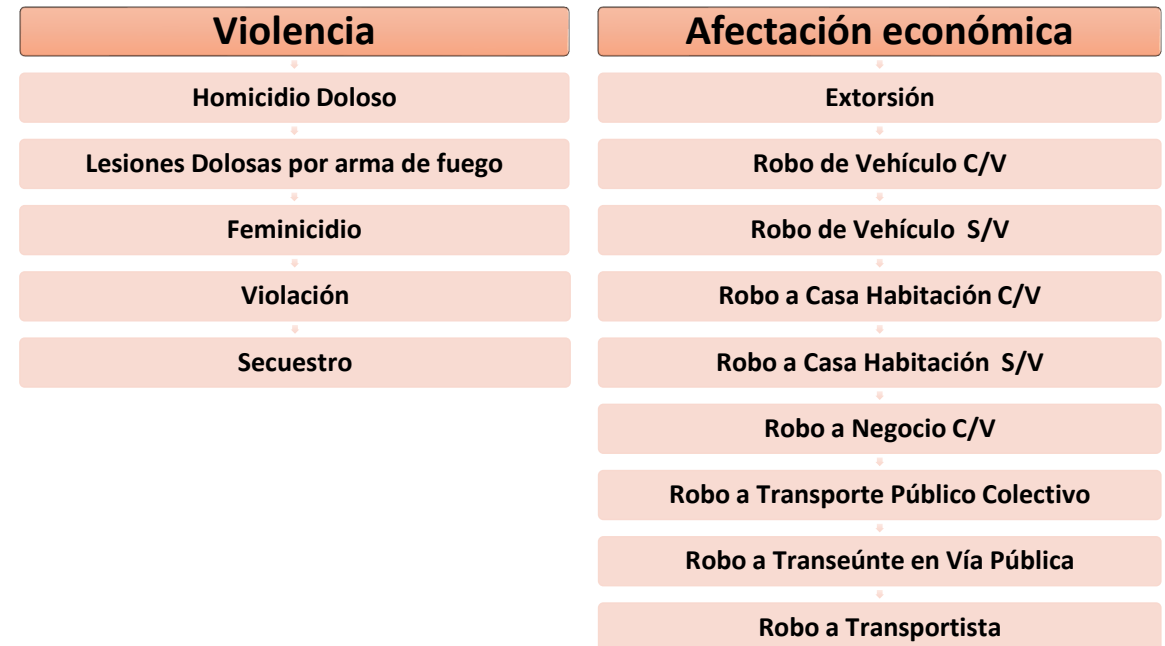 Violencia
Homicidio Doloso
Lesiones Dolosas por arma de fuego
Feminicidio
Violación
Secuestro
Afectación económica
Extorsión
Robo de Vehículo C/V
Robo de Vehículo S/V
Robo a Casa Habitación C/V
Robo a Casa Habitación S/V
Robo a Negocio C/V
Robo a Transporte Público Colectivo
Robo a Transeúnte en Vía Pública
Robo a Transportista